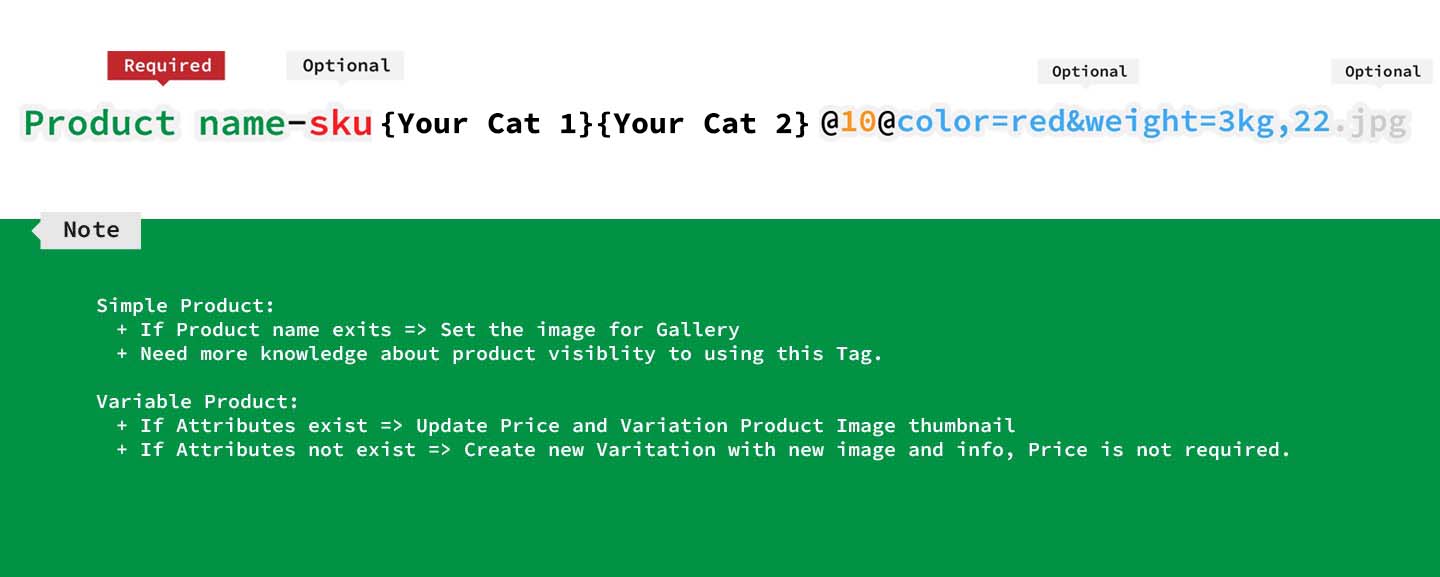 Required
Optional
Optional
Optional
Product name-sku{Your Cat 1}{Your Cat 2}@10@color=red&weight=3kg,22.jpg
Note
Simple Product:
+ If Product name exits => Set the image for Gallery
+ Need more knowledge about product visiblity to using this Tag.
Variable Product:
+ If Attributes exist => Update Price and Variation Product Image thumbnail
+ If Attributes not exist => Create new Varitation with new image and info, Price is not required.